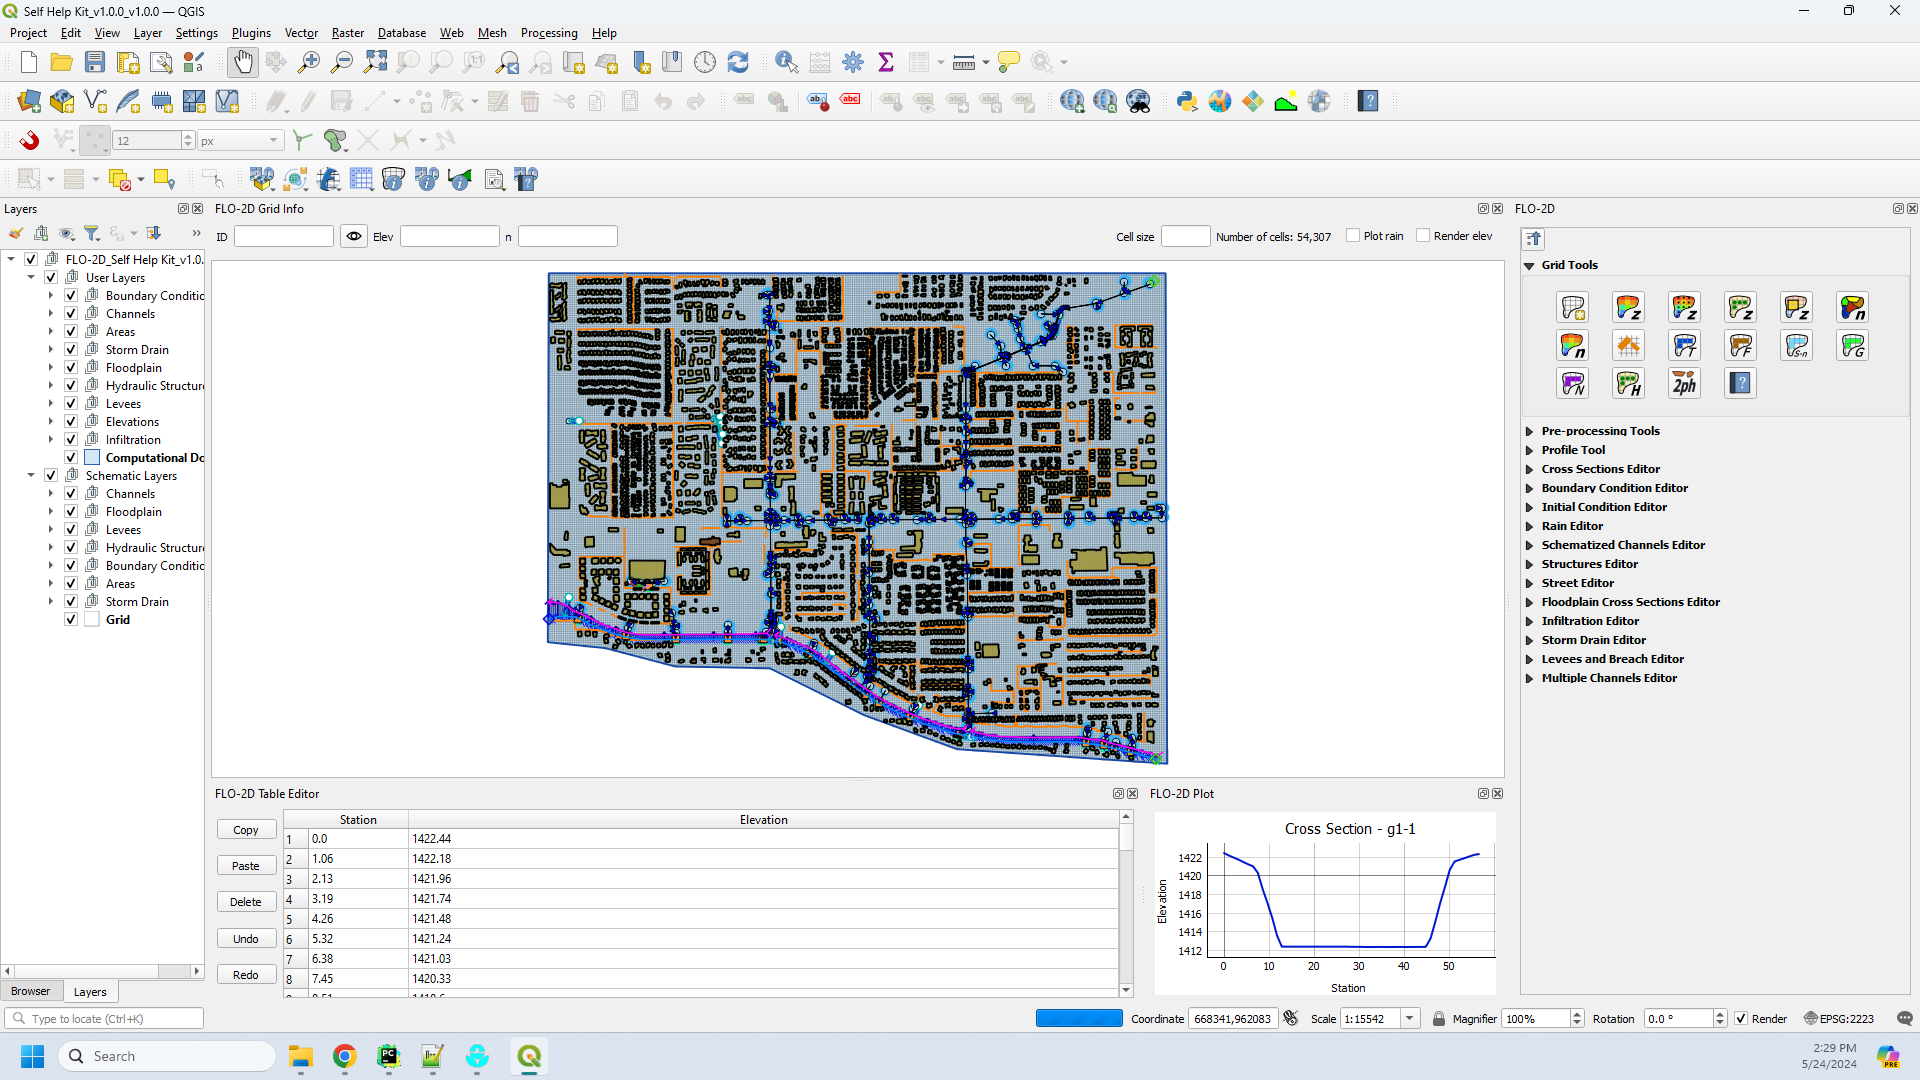 Self Help Kit_v1.0.0_v1.0.0 — QGIS
Project Edit View Layer Settings Plugins Vector Raster Database Web Mesh Processing Help
12 px
Layers
FLO-2D_Self Help Kit_v1.0.
User Layers
Boundary Conditic
Channels
Areas
Storm Drain
Floodplain
Hydraulic Structure
Levees
Elevations
Infiltration
Computational Do
Schematic Layers
Channels
Floodplain
Levees
Hydraulic Structure
Boundary Conditic
Areas
Storm Drain
Grid
Browser Layers
Type to locate (Ctrl+K)
FLO-2D Grid Info
ID Elev n Cell size Number of cells: 54,307 Plot rain Render elev
FLO-2D Table Editor
Copy
Paste
Delete
Undo
Redo
Station Elevation
1 0.0 1422.44
2 1.06 1422.18
3 2.13 1421.96
4 3.19 1421.74
5 4.26 1421.48
6 5.32 1421.24
7 6.38 1421.03
8 7.45 1420.33
FLO-2D Plot
Cross Section - g1-1
Elevation
1422
1420
1418
1416
1414
1412
0 10 20 30 40 50
Station
FLO-2D
Grid Tools
Z Z Z Z n
n T F S-n G
N H 2ph ?
Pre-processing Tools
Profile Tool
Cross Sections Editor
Boundary Condition Editor
Initial Condition Editor
Rain Editor
Schematized Channels Editor
Structures Editor
Street Editor
Floodplain Cross Sections Editor
Infiltration Editor
Storm Drain Editor
Levees and Breach Editor
Multiple Channels Editor
Coordinate 668341,962083 Scale 1:15542 Magnifier 100% Rotation 0.0 ° Render EPSG:2223
Search
2:29 PM
5/24/2024